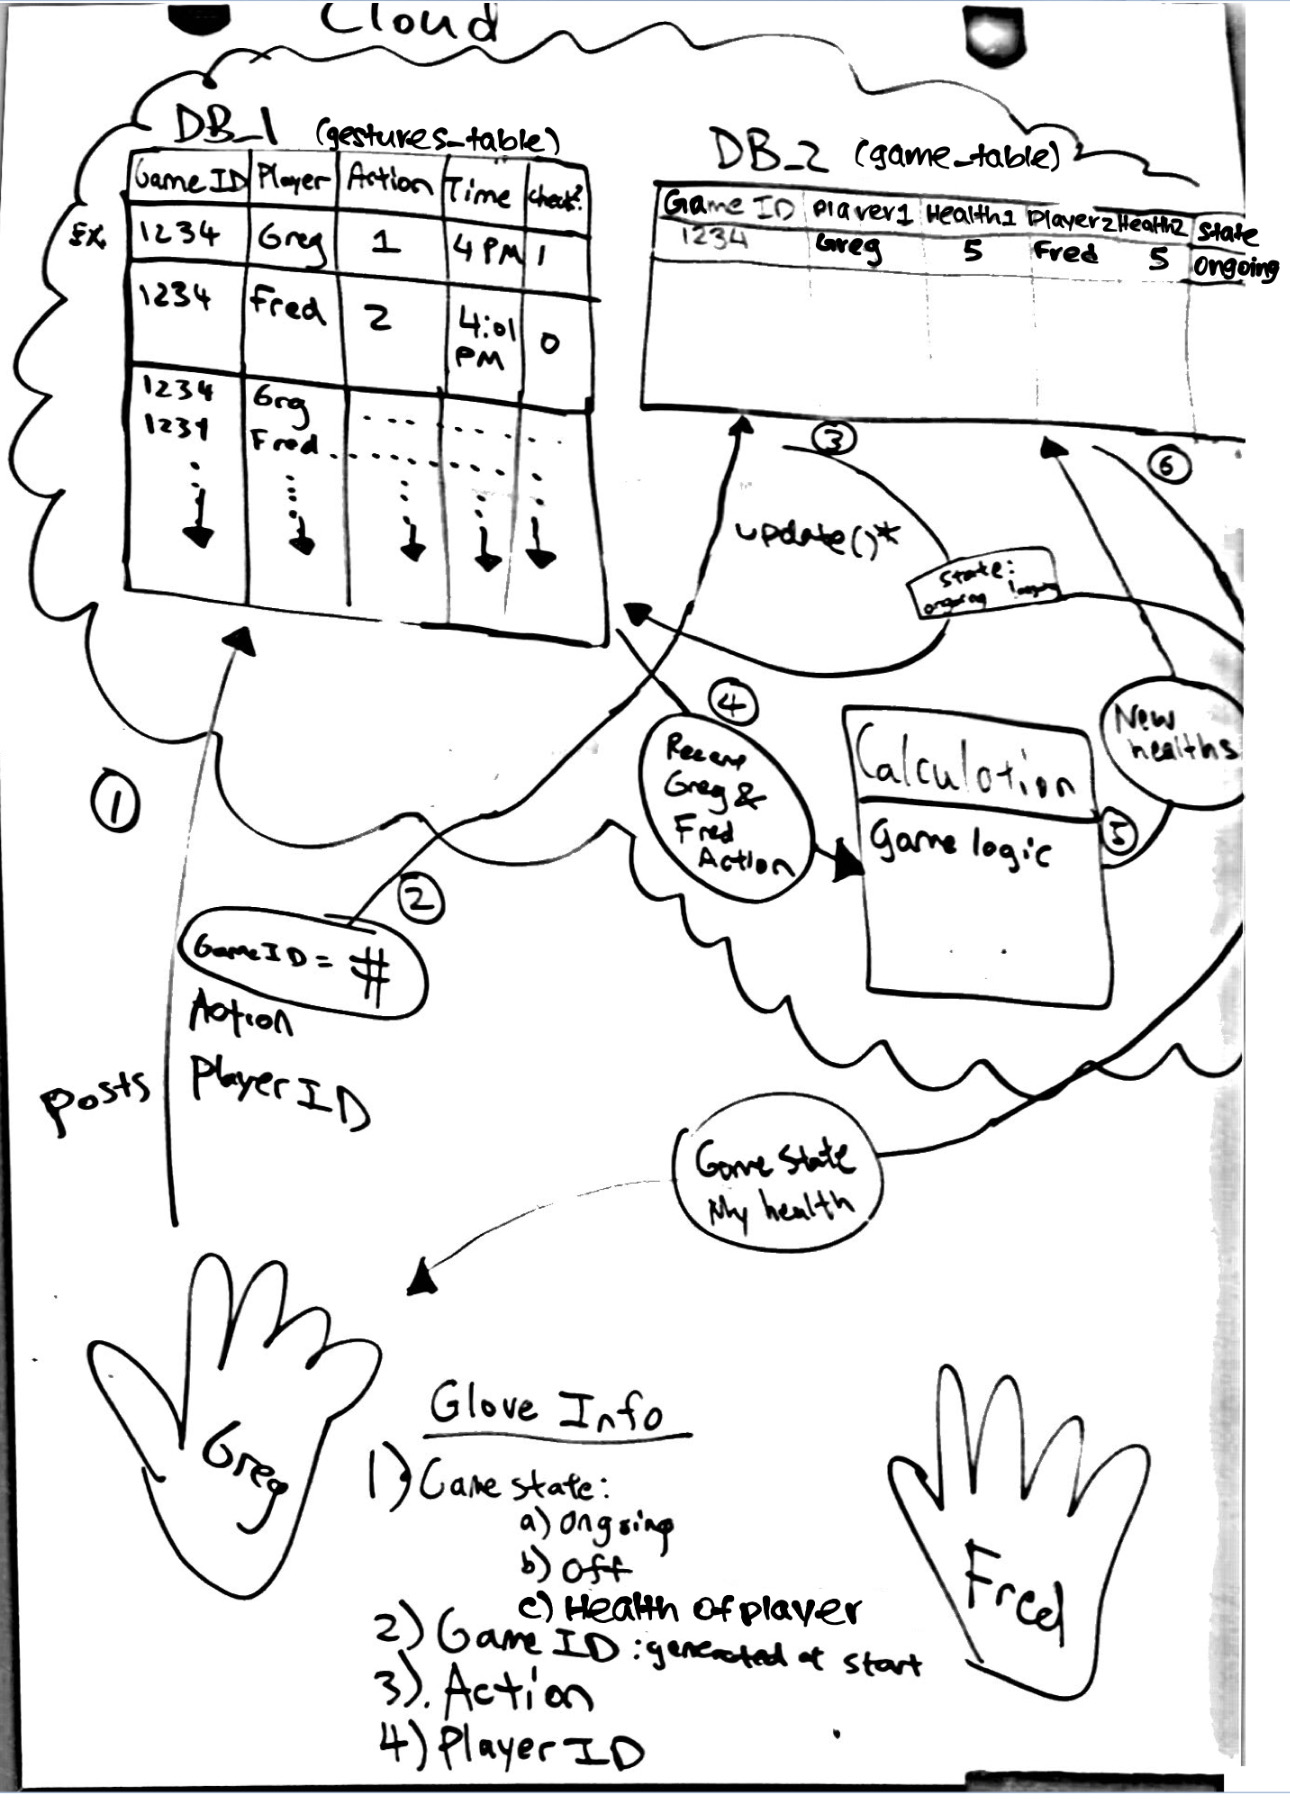 Cloud
DB_1 (gestures_table)
Game ID Player Action Time check?
Ex. 1234 Greg 1 4 PM 1
1234 Fred 2 4:01 PM 0
1234 Grg
1234 Fred
DB_2 (game_table)
Game ID Player1 Health1 Player2 Health2 State
1234 Greg 5 Fred 5 Ongoing
3
6
update()*
State:
ongoing
4
Greg &
Fred
Action
Calculation
Game logic
5
New
healths
1
2
GameID = #
Action
Player ID
posts
Game State
My health
Greg
Fred
Glove Info
1) Game state:
a) Ongoing
b) Off
c) Health of player
2) Game ID : generated at start
3). Action
4) Player ID